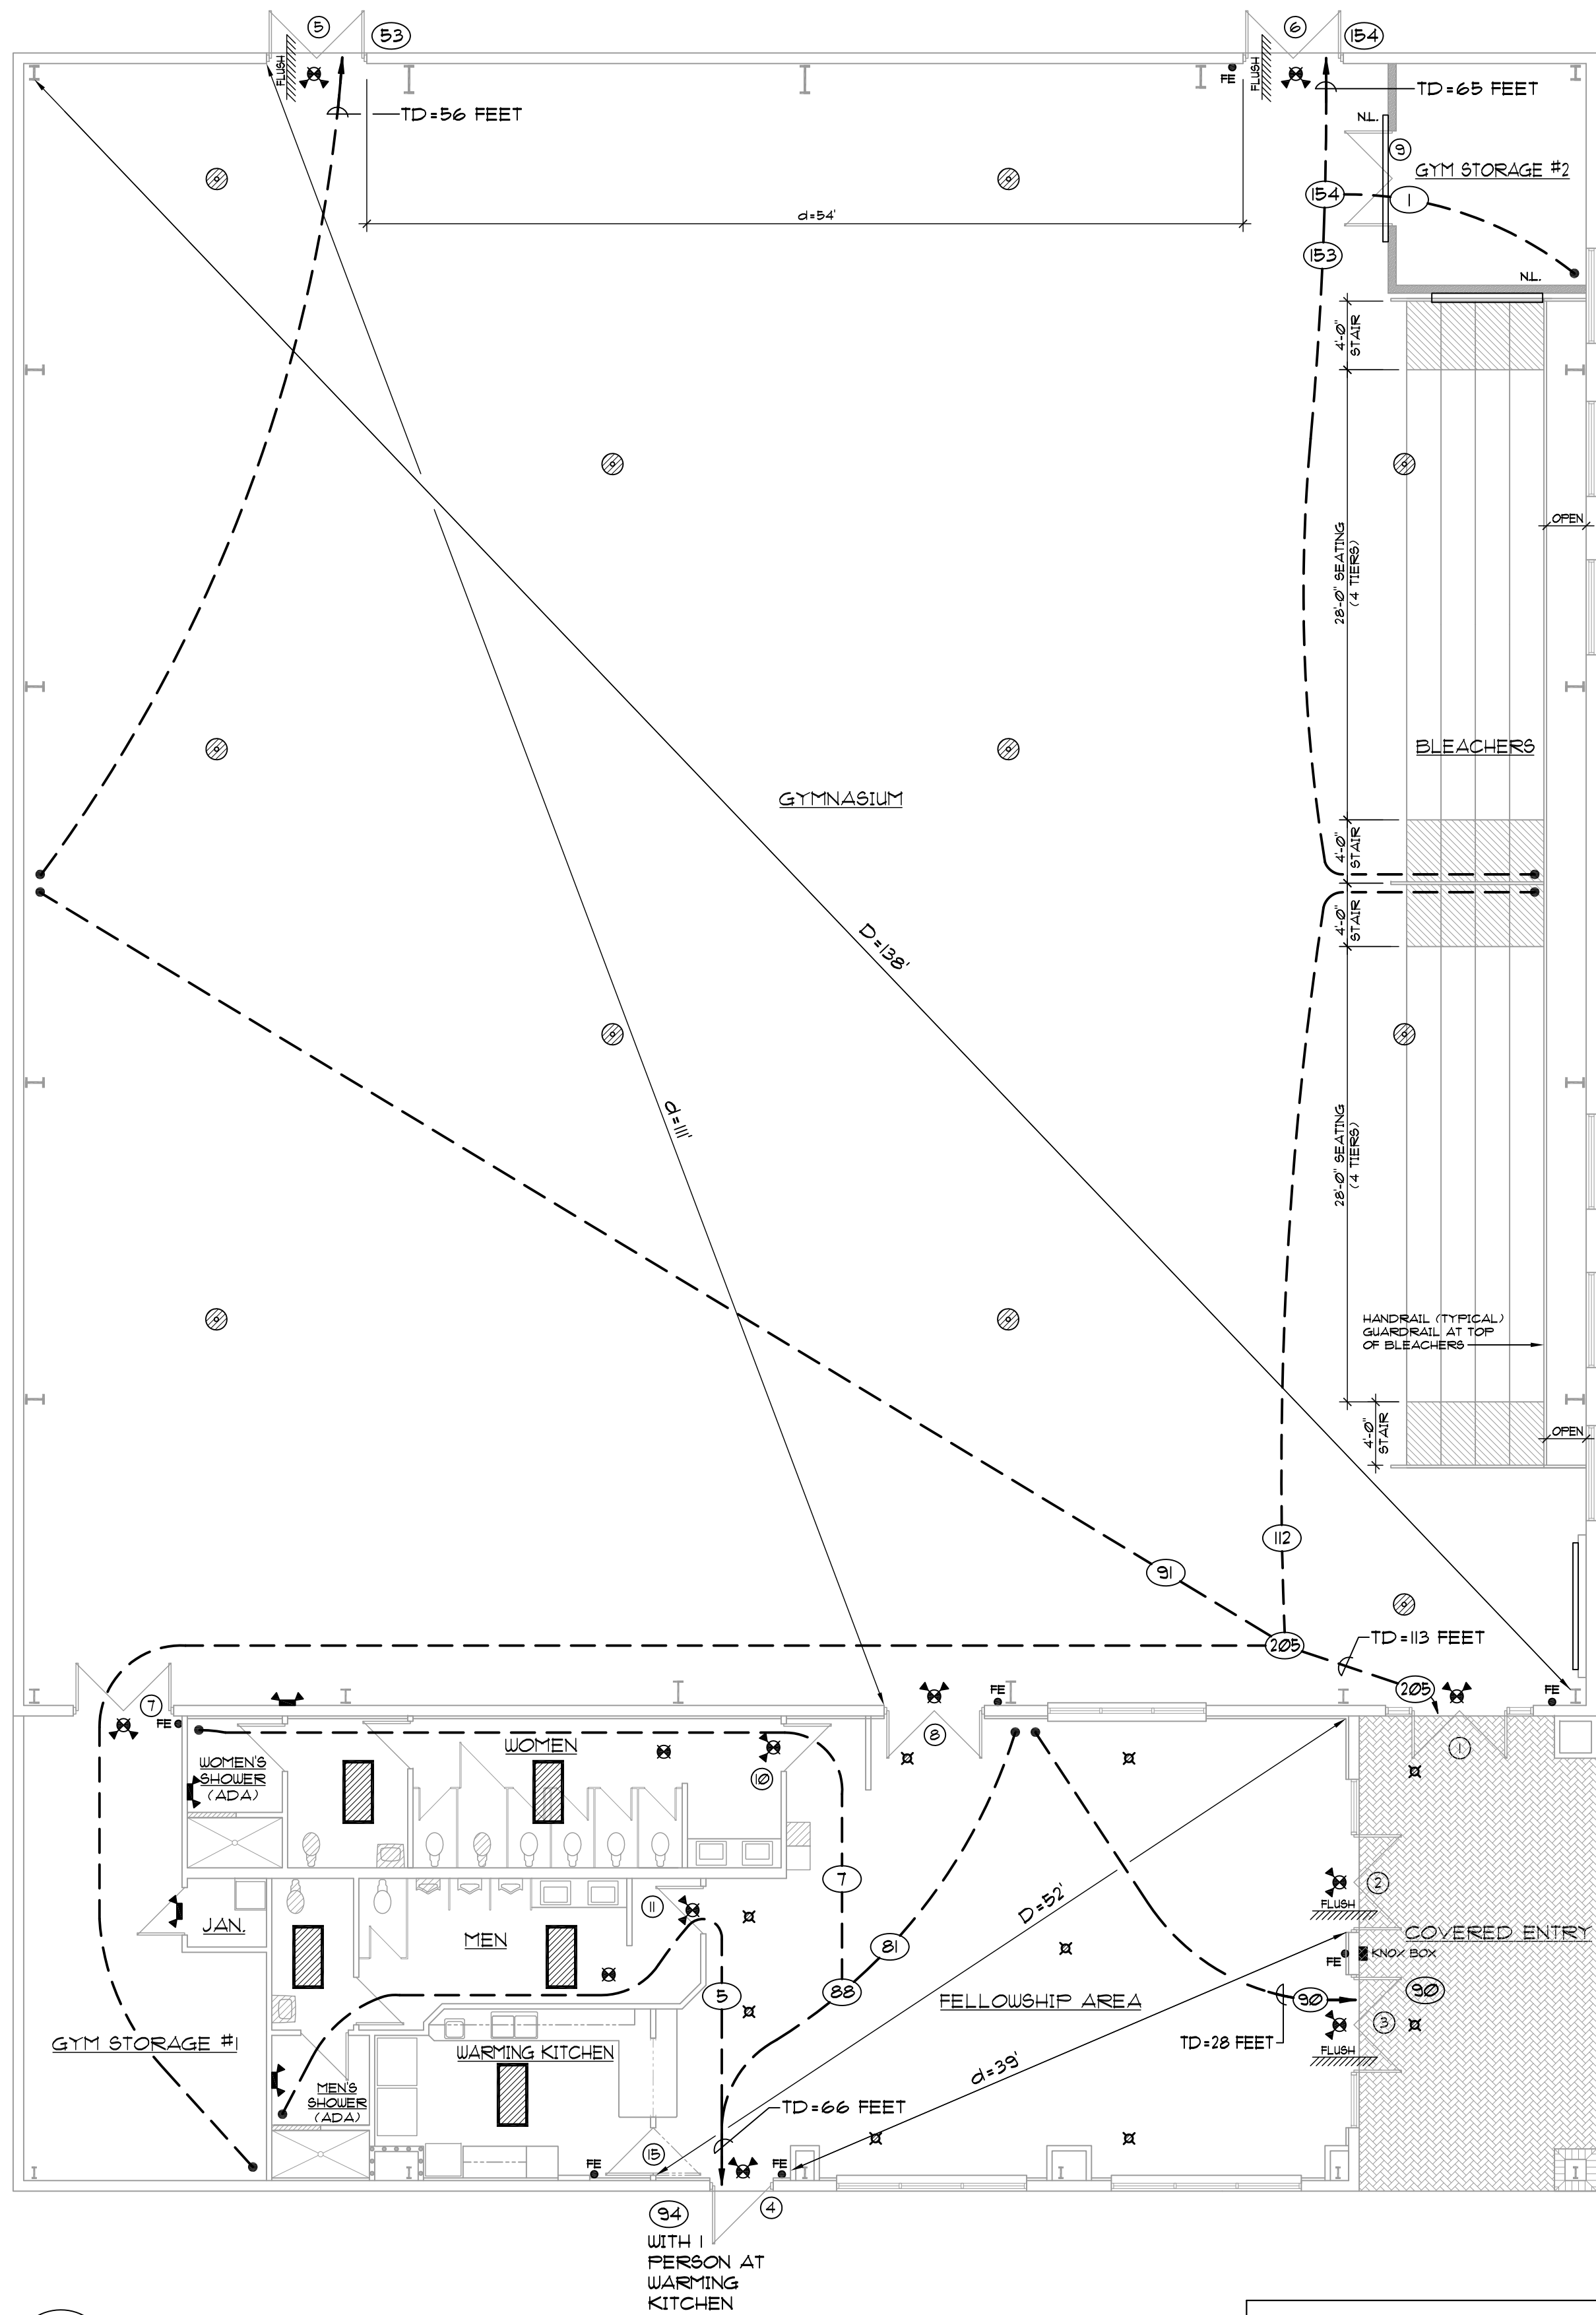 5
53
6
154
FLUSH
FE
FLUSH
TD=56 FEET
TD=65 FEET
N.L.
9
GYM STORAGE #2
154
1
d=54'
153
N.L.
4'-0"
STAIR
28'-0" SEATING
(4 TIERS)
OPEN
BLEACHERS
GYMNASIUM
4'-0"
STAIR
4'-0"
STAIR
D=138'
d=111'
28'-0" SEATING
(4 TIERS)
HANDRAIL (TYPICAL)
GUARDRAIL AT TOP
OF BLEACHERS
4'-0"
STAIR
OPEN
112
91
205
TD=113 FEET
205
7
FE
FE
FE
8
1
WOMEN'S
SHOWER
(ADA)
WOMEN
10
7
2
FLUSH
11
JAN.
MEN
81
D=52'
COVERED ENTRY
FE
KNOX BOX
5
88
FELLOWSHIP AREA
90
90
3
TD=28 FEET
FLUSH
GYM STORAGE #1
WARMING KITCHEN
d=39'
MEN'S
SHOWER
(ADA)
TD=66 FEET
15
FE
FE
4
94
WITH 1
PERSON AT
WARMING
KITCHEN